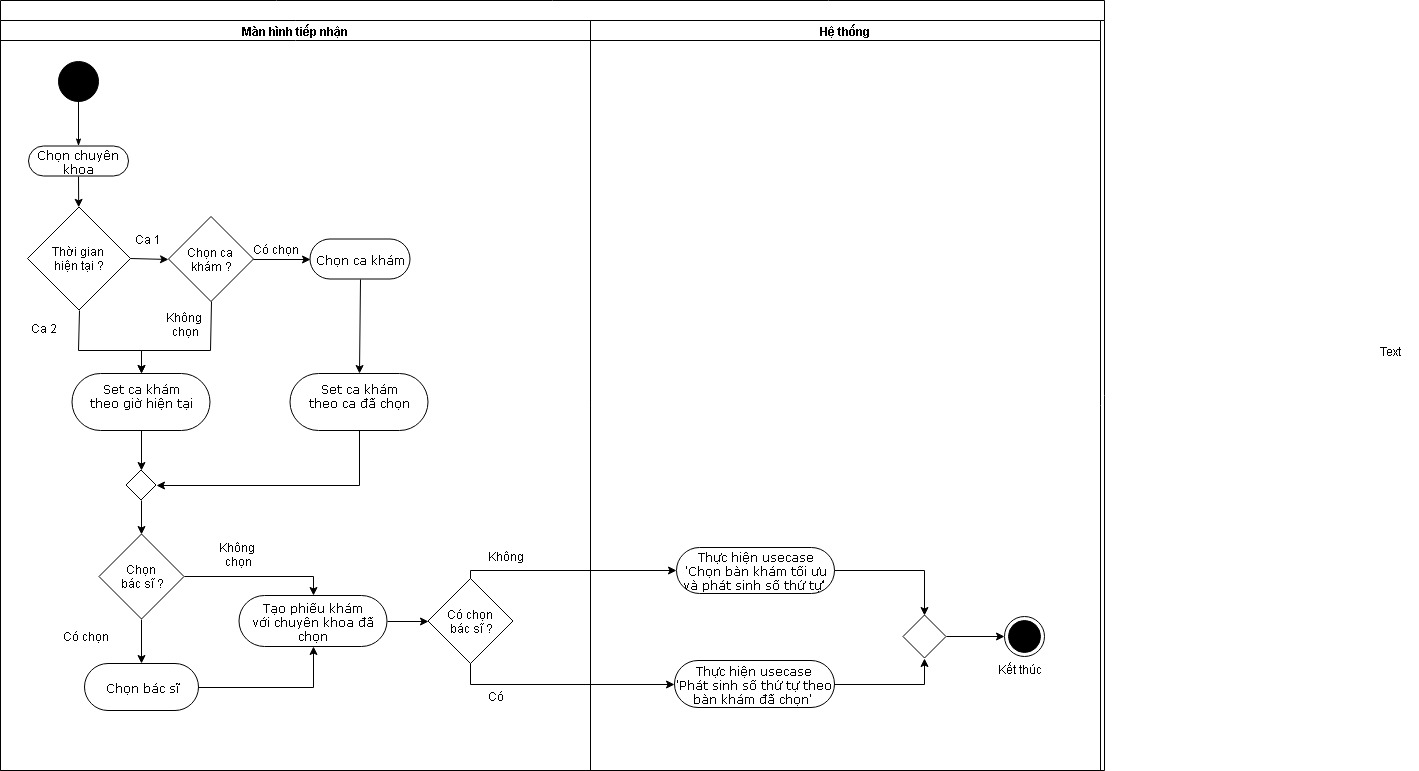 Màn hình tiếp nhận
Hệ thống
Chọn chuyên
khoa
Thời gian
hiện tại ?
Ca 1
Chọn ca
khám ?
Có chọn
Chọn ca khám
Ca 2
Không
chọn
Text
Set ca khám
theo giờ hiện tại
Set ca khám
theo ca đã chọn
Chọn
bác sĩ ?
Không
chọn
Có chọn
Chọn bác sĩ
Tạo phiếu khám
với chuyên khoa đã
chọn
Có chọn
bác sĩ ?
Không
Có
Thực hiện usecase
'Chọn bàn khám tối ưu
và phát sinh số thứ tự'
Thực hiện usecase
'Phát sinh số thứ tự theo
bàn khám đã chọn'
Kết thúc